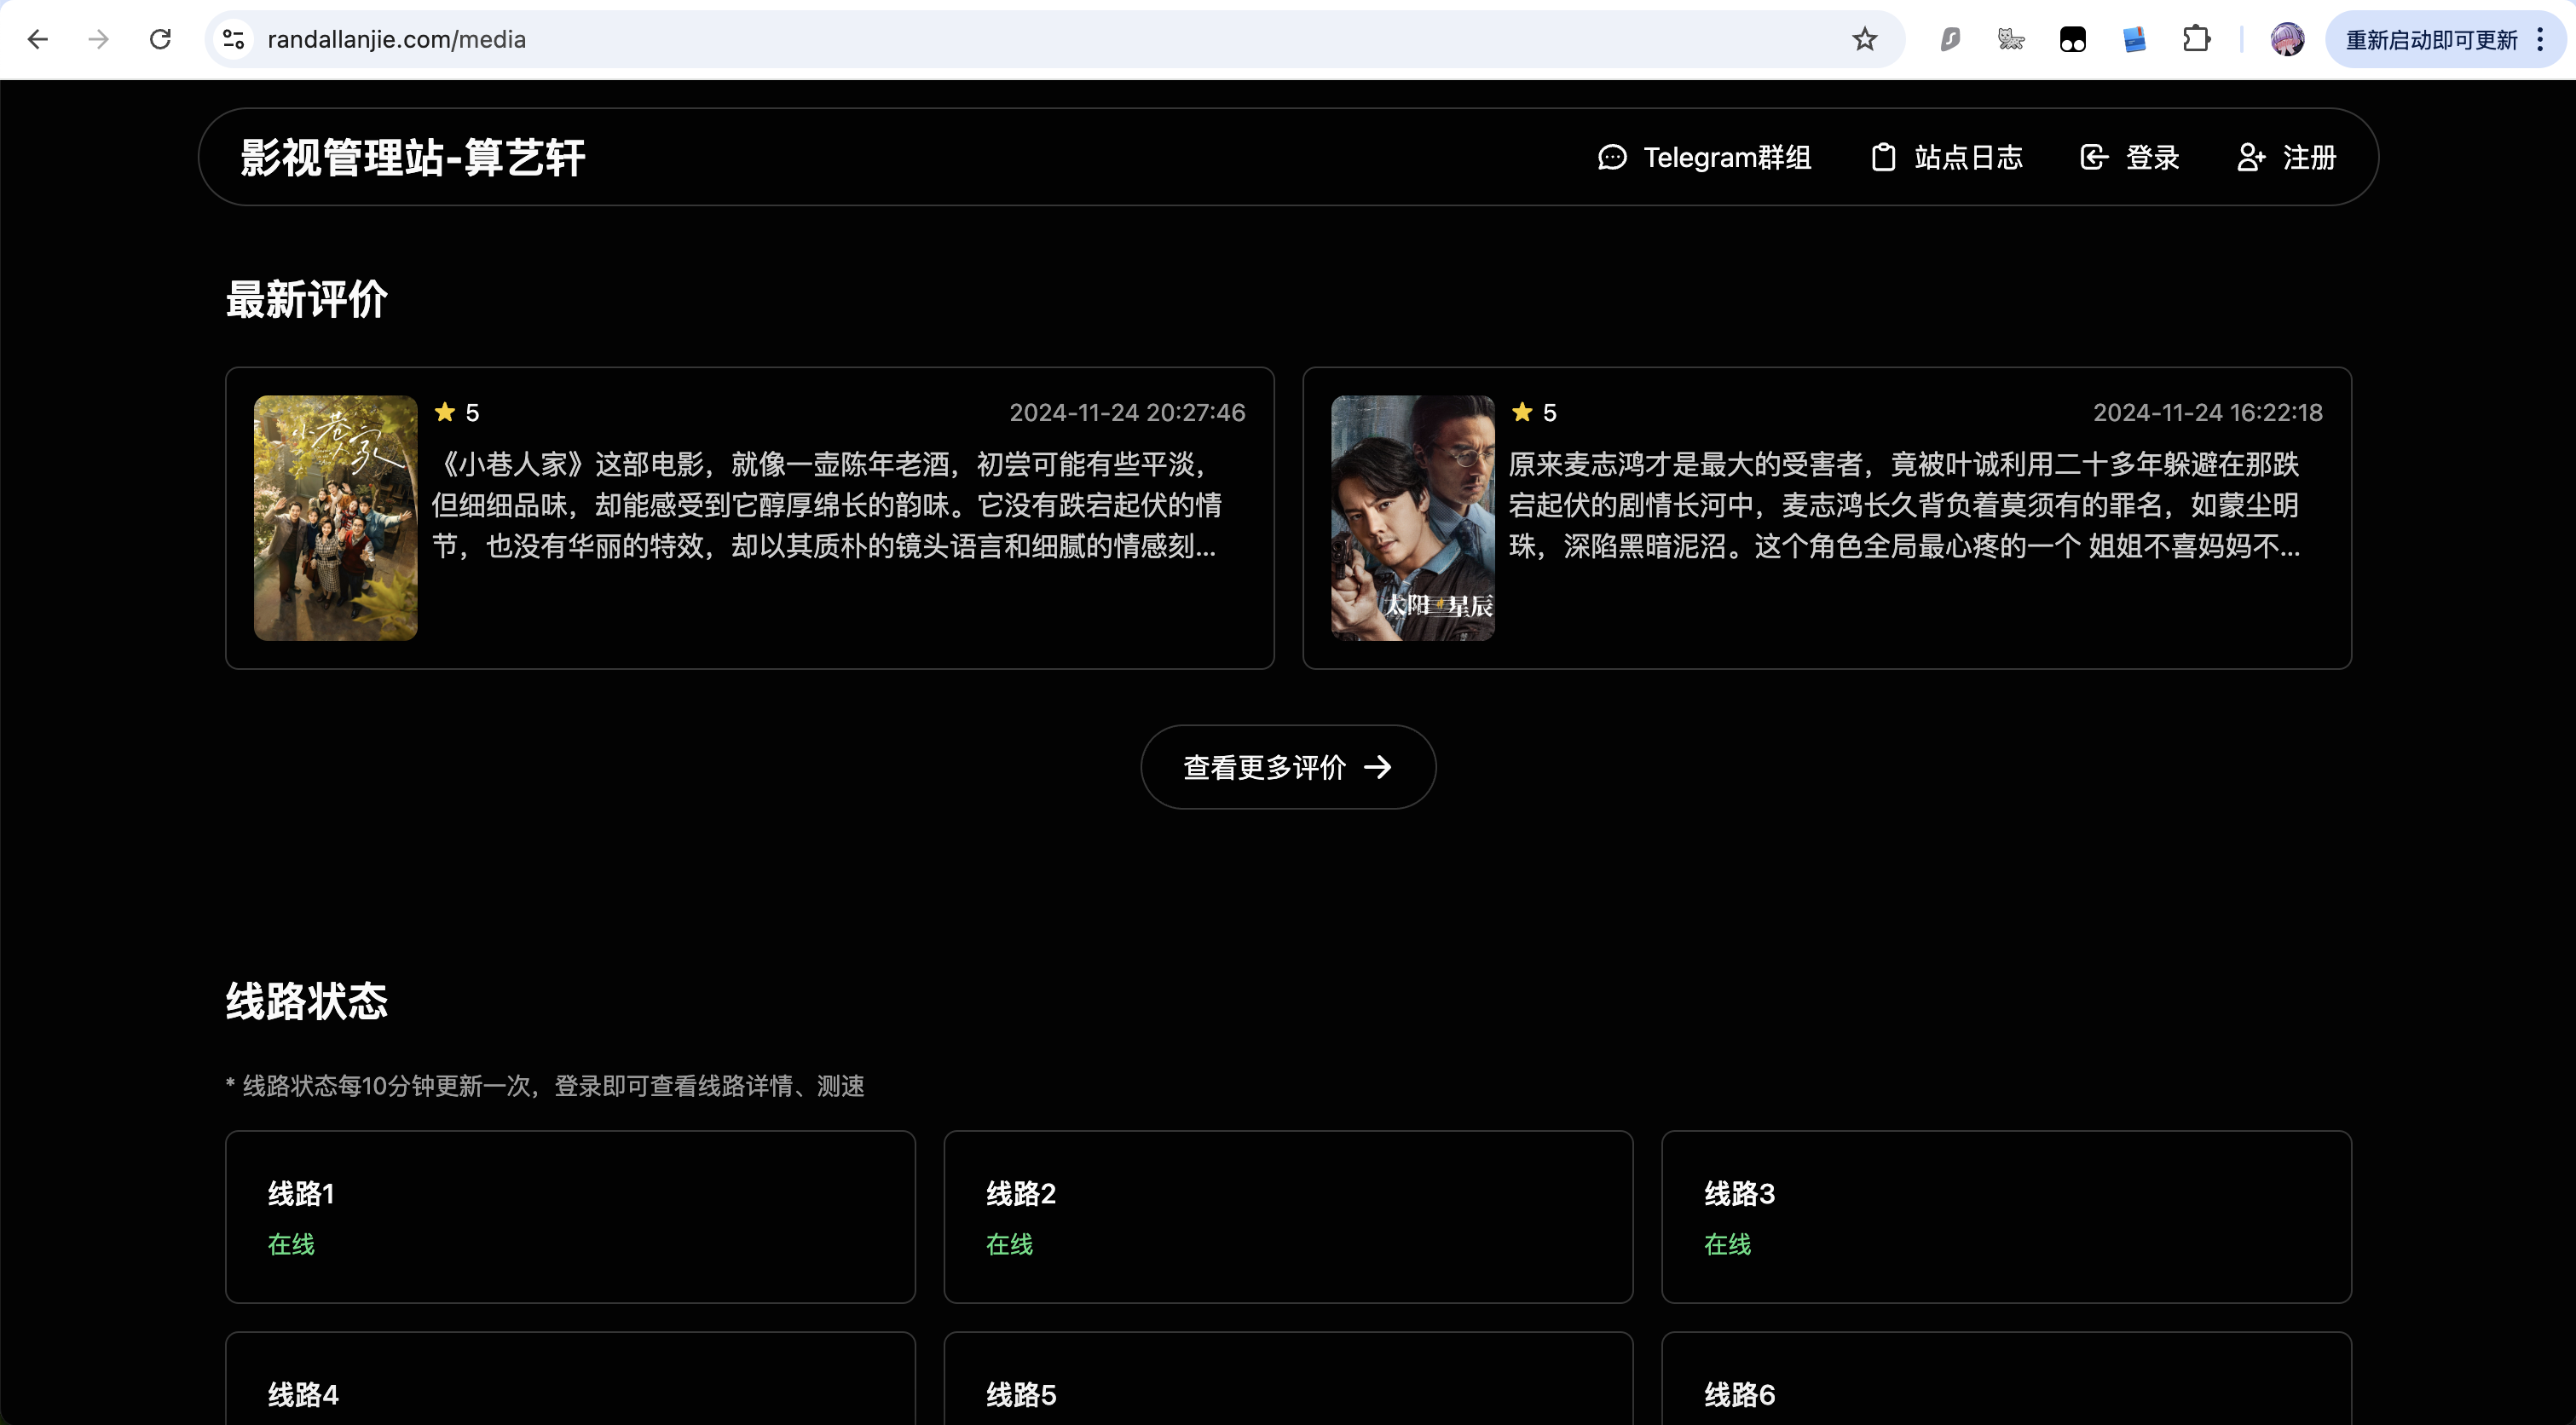 randallanjie.com/media
重新启动即可更新
影视管理站-算艺轩
Telegram群组
站点日志
登录
注册
最新评价
小巷人家
5
2024-11-24 20:27:46
《小巷人家》这部电影，就像一壶陈年老酒，初尝可能有些平淡，
但细细品味，却能感受到它醇厚绵长的韵味。它没有跌宕起伏的情
节，也没有华丽的特效，却以其质朴的镜头语言和细腻的情感刻...
太阳 星辰
5
2024-11-24 16:22:18
原来麦志鸿才是最大的受害者，竟被叶诚利用二十多年躲避在那跌
宕起伏的剧情长河中，麦志鸿长久背负着莫须有的罪名，如蒙尘明
珠，深陷黑暗泥沼。这个角色全局最心疼的一个 姐姐不喜妈妈不...
查看更多评价
线路状态
* 线路状态每10分钟更新一次，登录即可查看线路详情、测速
线路1
在线
线路2
在线
线路3
在线
线路4
线路5
线路6